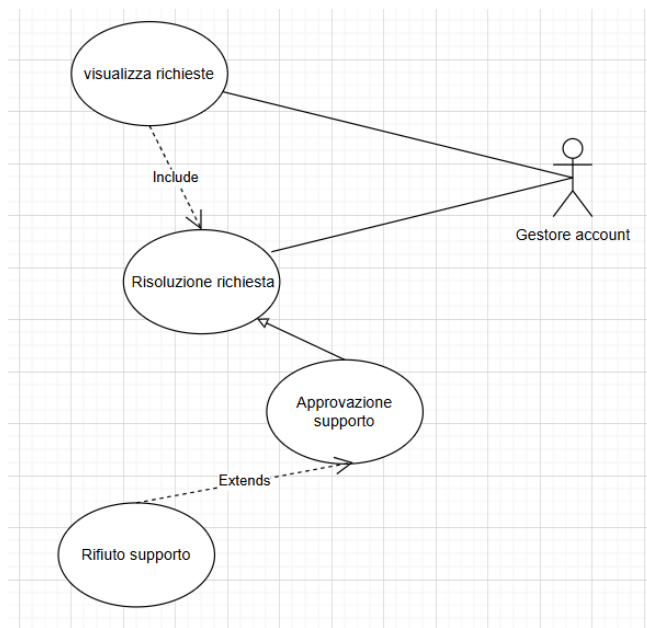 visualizza richieste
Include
Gestore account
Risoluzione richiesta
Approvazione
supporto
Extends
Rifiuto supporto